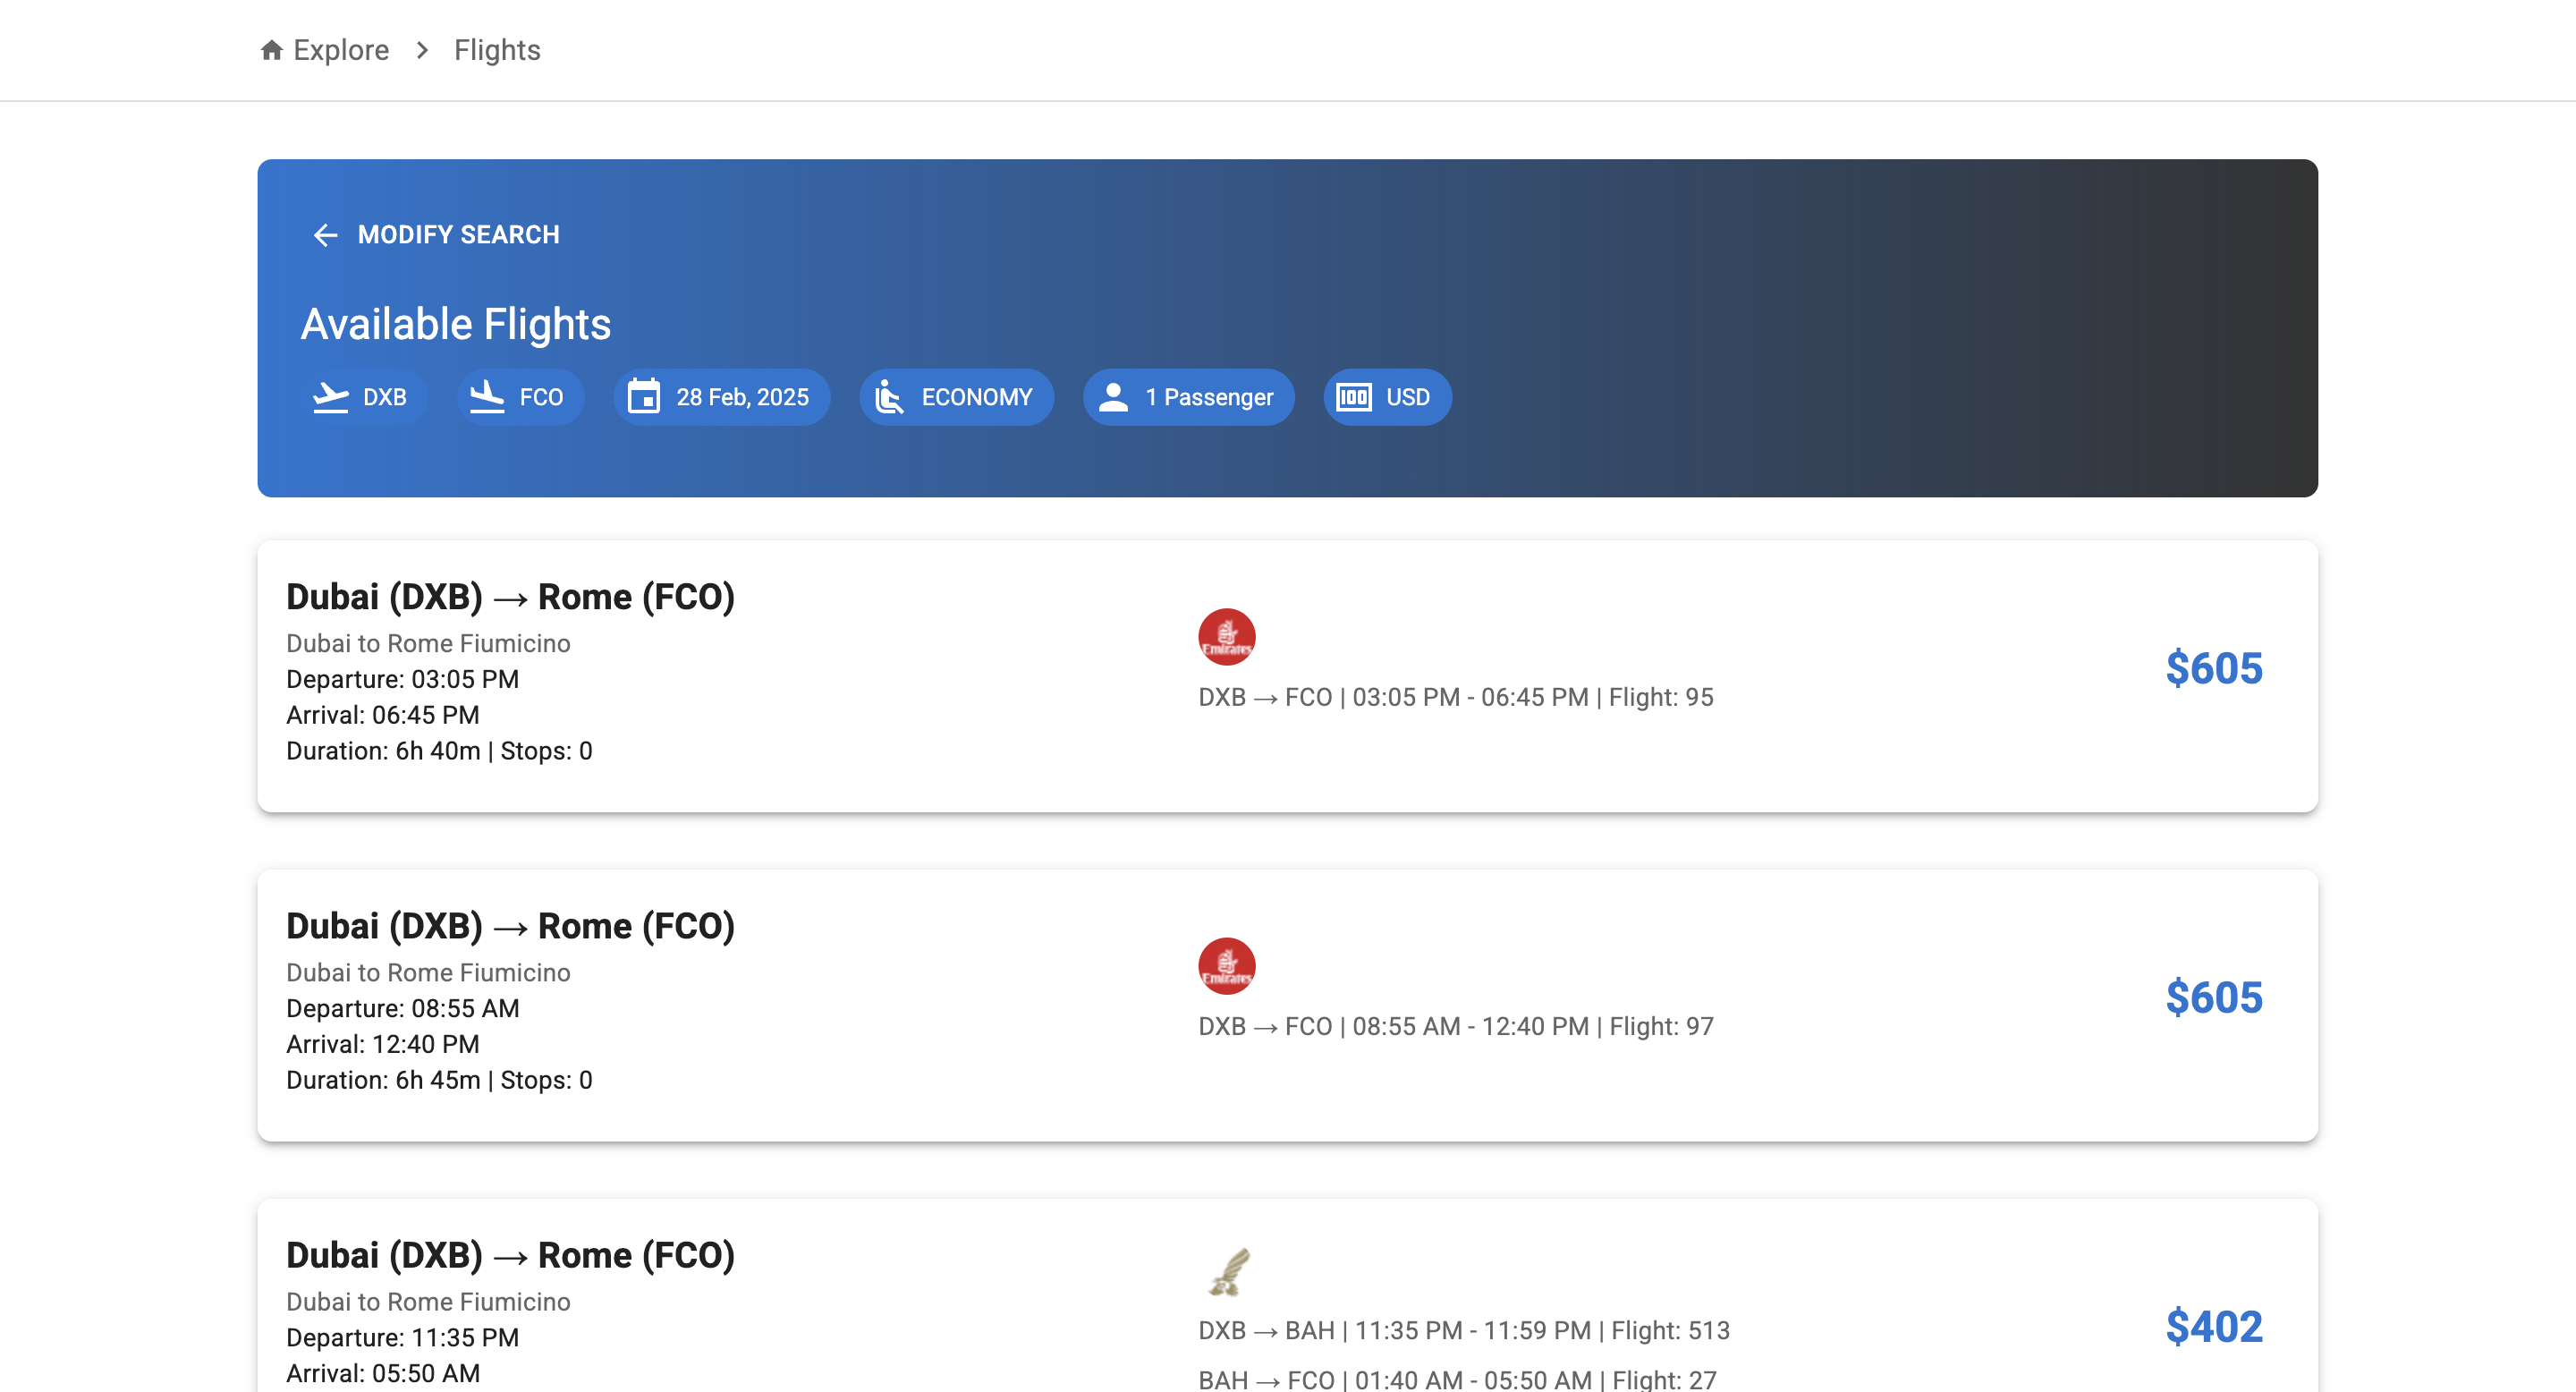 Explore > Flights
MODIFY SEARCH
Available Flights
DXB FCO 28 Feb, 2025 ECONOMY 1 Passenger 100 USD
Dubai (DXB) → Rome (FCO)
Dubai to Rome Fiumicino
Departure: 03:05 PM
Arrival: 06:45 PM
Duration: 6h 40m | Stops: 0
Emirates
DXB → FCO | 03:05 PM - 06:45 PM | Flight: 95
$605
Dubai (DXB) → Rome (FCO)
Dubai to Rome Fiumicino
Departure: 08:55 AM
Arrival: 12:40 PM
Duration: 6h 45m | Stops: 0
Emirates
DXB → FCO | 08:55 AM - 12:40 PM | Flight: 97
$605
Dubai (DXB) → Rome (FCO)
Dubai to Rome Fiumicino
Departure: 11:35 PM
Arrival: 05:50 AM
DXB → BAH | 11:35 PM - 11:59 PM | Flight: 513
BAH → FCO | 01:40 AM - 05:50 AM | Flight: 27
$402